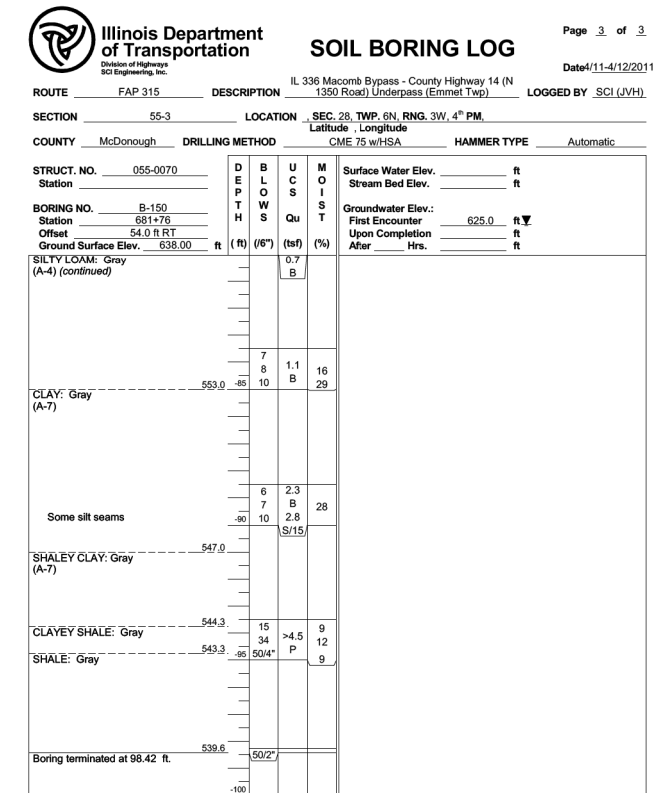 Illinois Department
of Transportation
Division of Highways
SCI Engineering, Inc.
SOIL BORING LOG
Page 3 of 3
Date 4/11-4/12/2011
ROUTE FAP 315 DESCRIPTION IL 336 Macomb Bypass - County Highway 14 (N
1350 Road) Underpass (Emmet Twp) LOGGED BY SCI (JVH)
SECTION 55-3 LOCATION , SEC. 28, TWP. 6N, RNG. 3W, 4th PM,
Latitude , Longitude
COUNTY McDonough DRILLING METHOD CME 75 w/HSA HAMMER TYPE Automatic
STRUCT. NO. 055-0070
Station
BORING NO. B-150
Station 681+76
Offset 54.0 ft RT
Ground Surface Elev. 638.00 ft
DEPTH (ft)
BLOWS (/6")
UCS Qu (tsf)
MOIST (%)
Surface Water Elev. ft
Stream Bed Elev. ft
Groundwater Elev.:
First Encounter 625.0 ft
Upon Completion ft
After Hrs. ft
SILTY LOAM: Gray 0.7
(A-4) (continued) B
7
8 1.1 16
553.0 -85 10 B 29
CLAY: Gray
(A-7)
6 2.3
7 B 28
Some silt seams -90 10 2.8
S/15
547.0
SHALEY CLAY: Gray
(A-7)
544.3
15 9
CLAYEY SHALE: Gray 34 >4.5 12
543.3 -95 50/4" P 9
SHALE: Gray
539.6
Boring terminated at 98.42 ft. 50/2"
-100